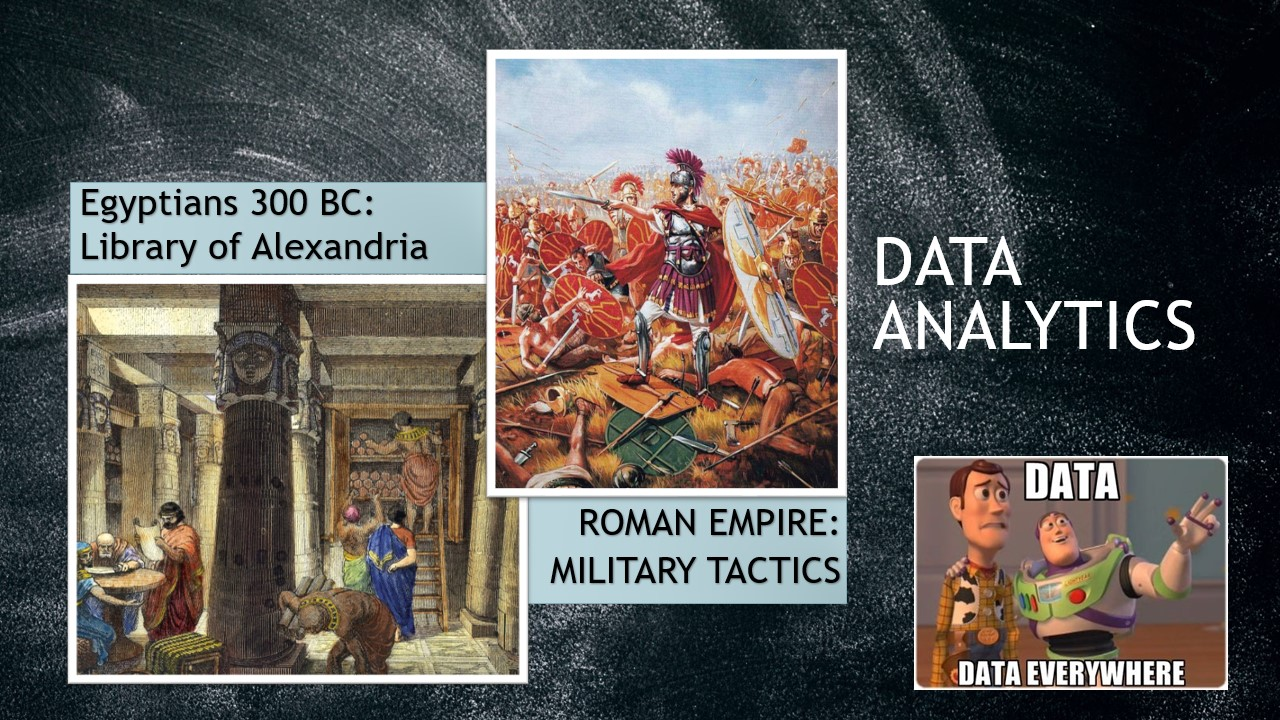 Egyptians 300 BC:
Library of Alexandria
ROMAN EMPIRE:
MILITARY TACTICS
DATA
ANALYTICS
DATA
DATA EVERYWHERE